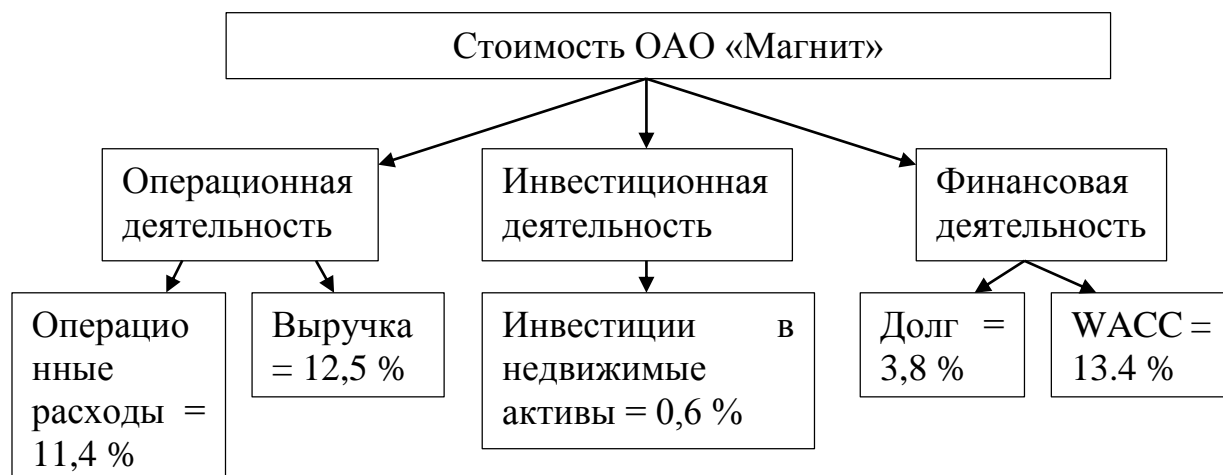 Стоимость ОАО «Магнит»
Операционная
деятельность
Инвестиционная
деятельность
Финансовая
деятельность
Операцио
нные
расходы =
11,4 %
Выручка
= 12,5 %
Инвестиции в
недвижимые
активы = 0,6 %
Долг =
3,8 %
WACC =
13.4 %